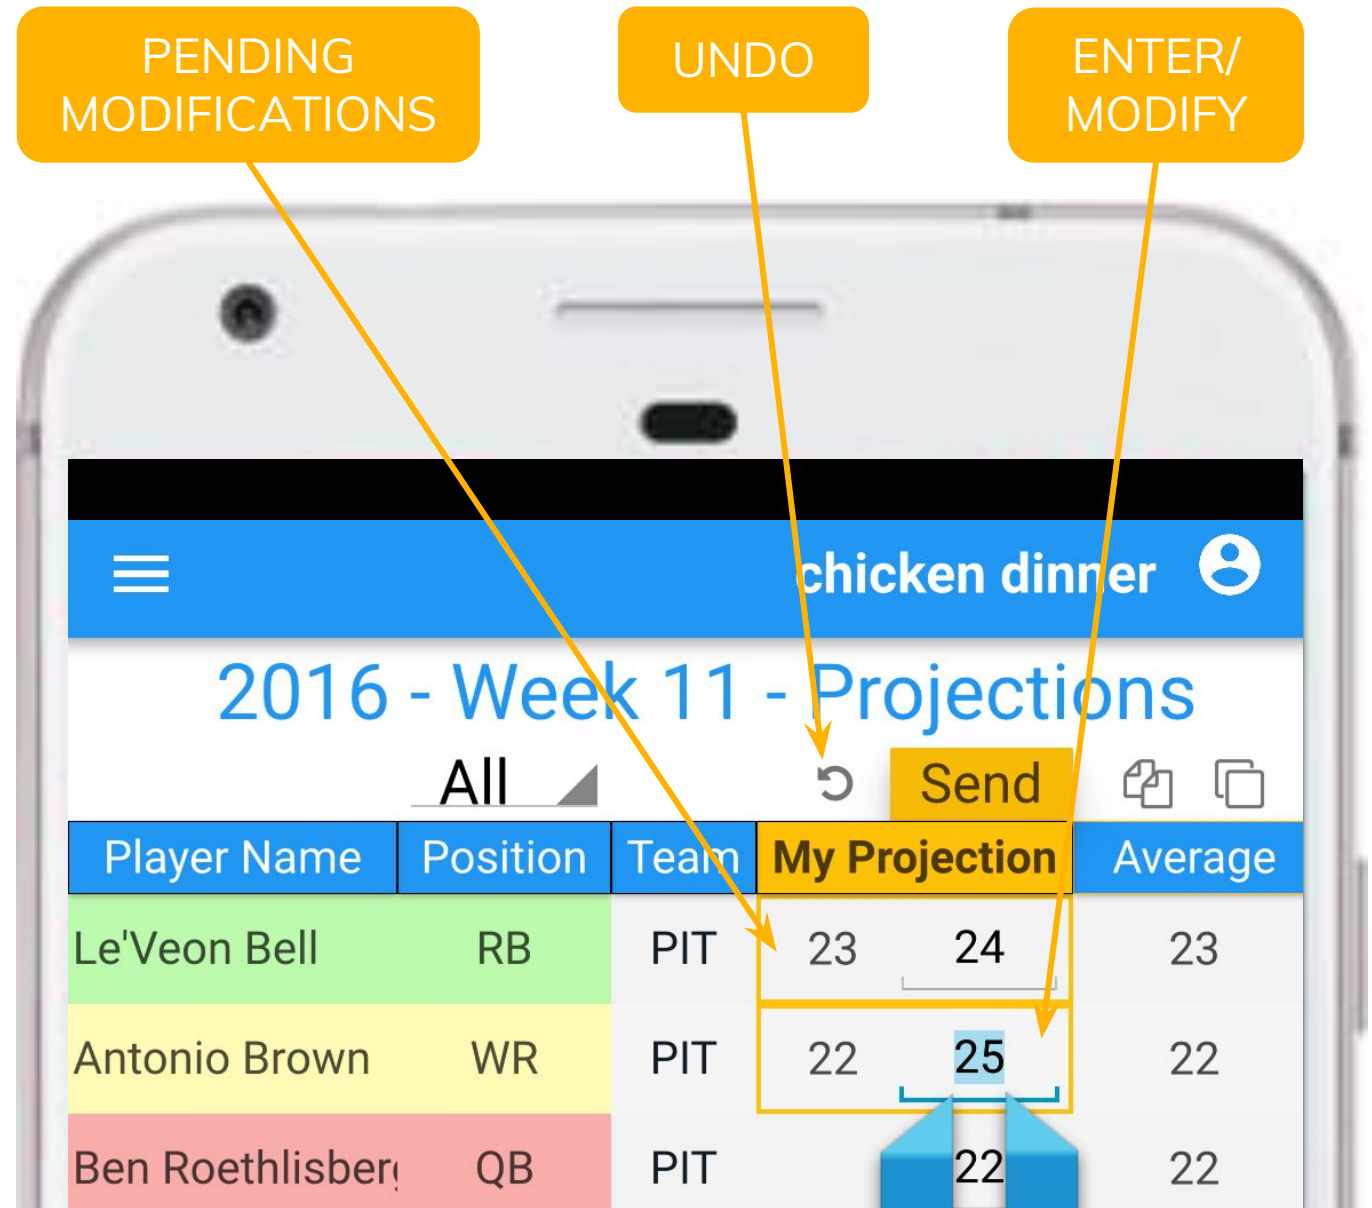 PENDING
MODIFICATIONS
UNDO
ENTER/
MODIFY
chicken dinner
2016 - Week 11 - Projections
All
Send
Player Name Position Team My Projection Average
Le'Veon Bell RB PIT 23 24 23
Antonio Brown WR PIT 22 25 22
Ben QB PIT 22 22